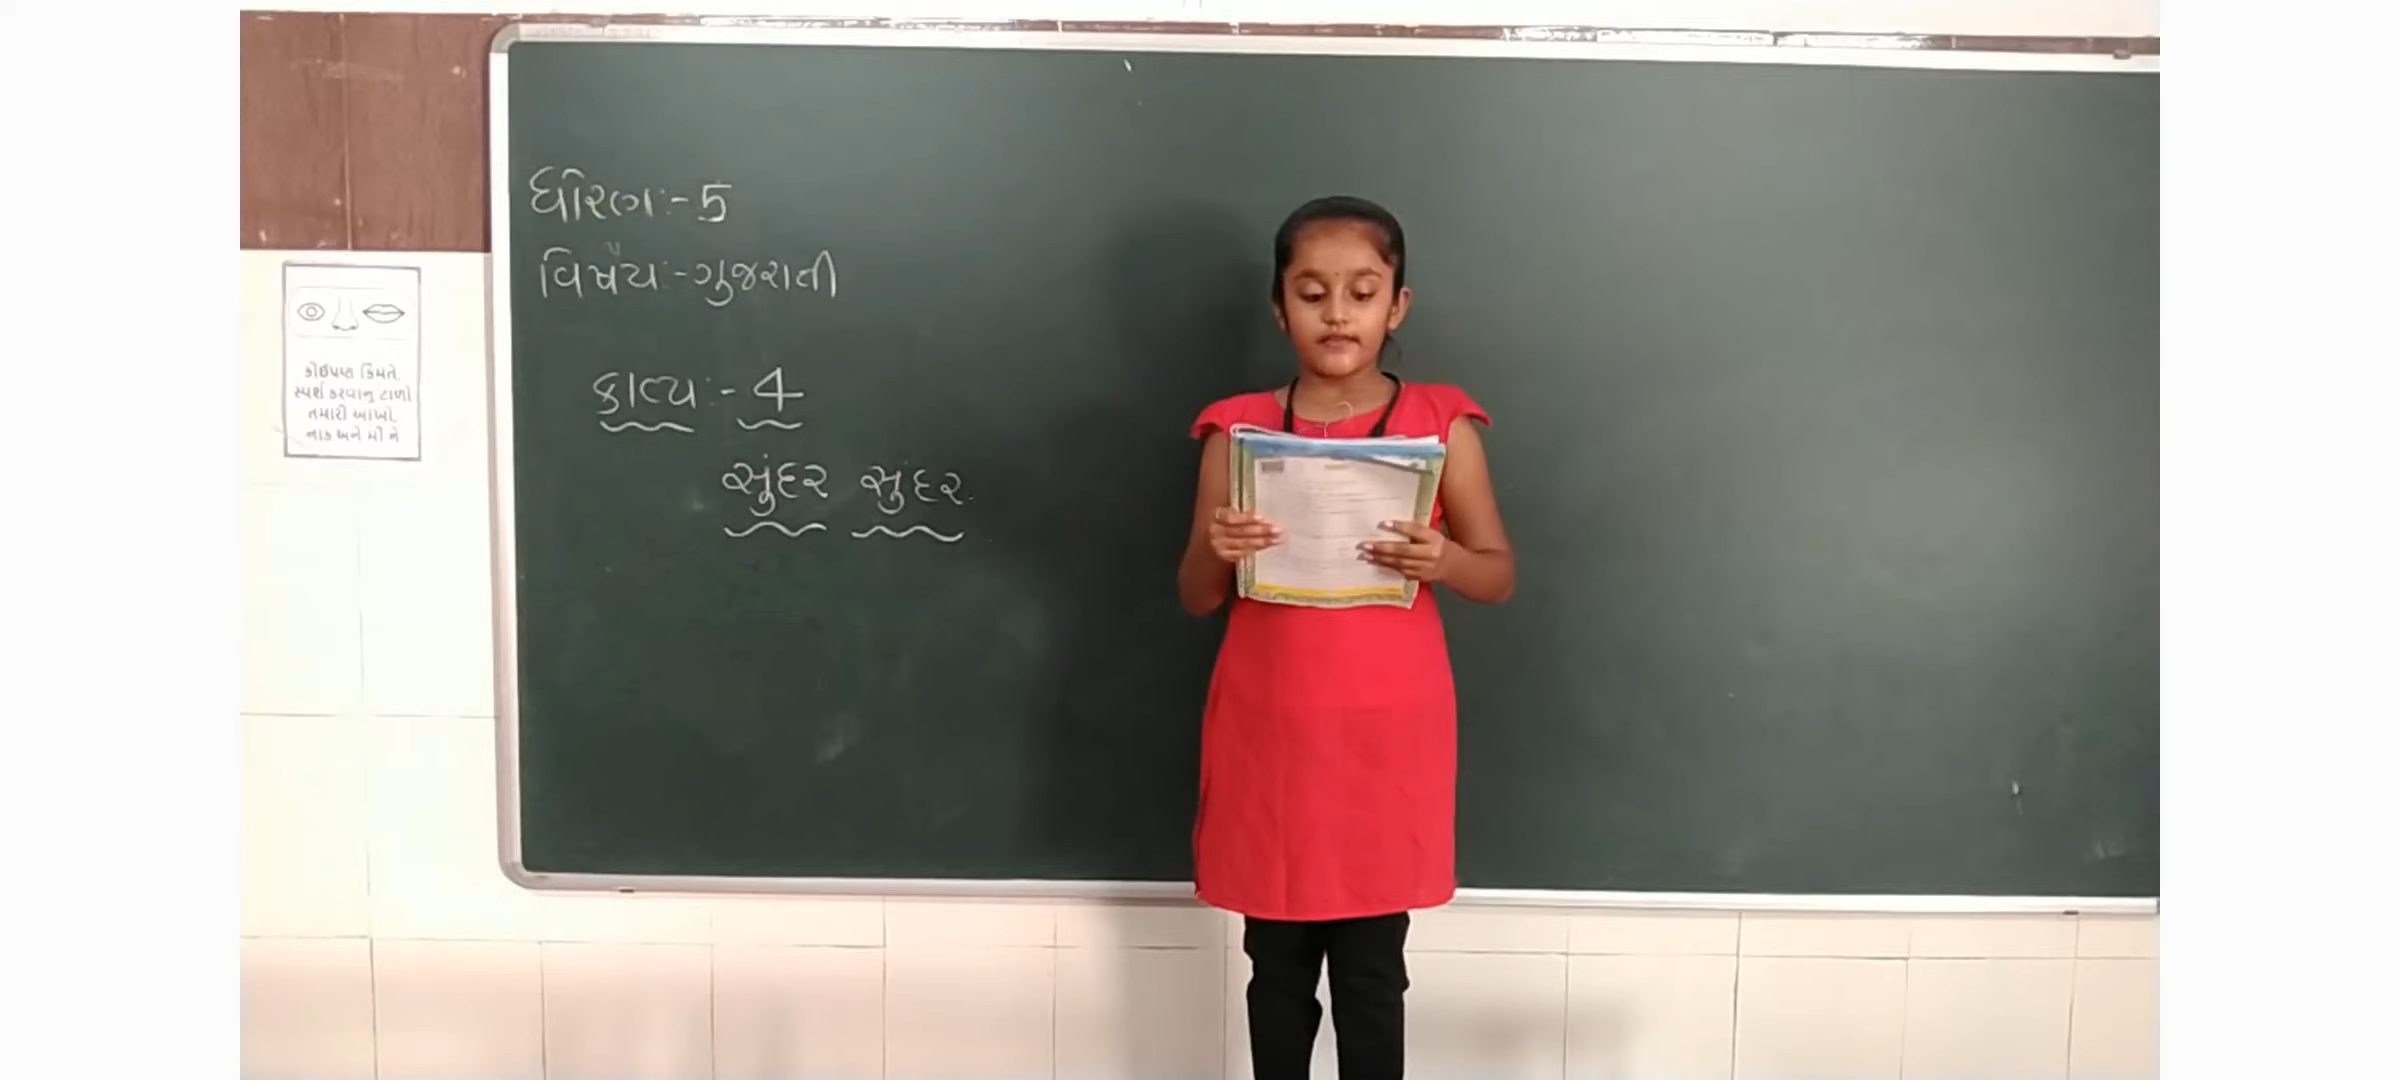 ધોરણ:- 5
વિષય:- ગુજરાતી
કાવ્ય:- 4
સુંદર સુંદર.
કોઈપણ કિંમતે.
સ્પર્શ કરવાનું ટાળો
તમારી આંખો,
નાક અને મોં ને